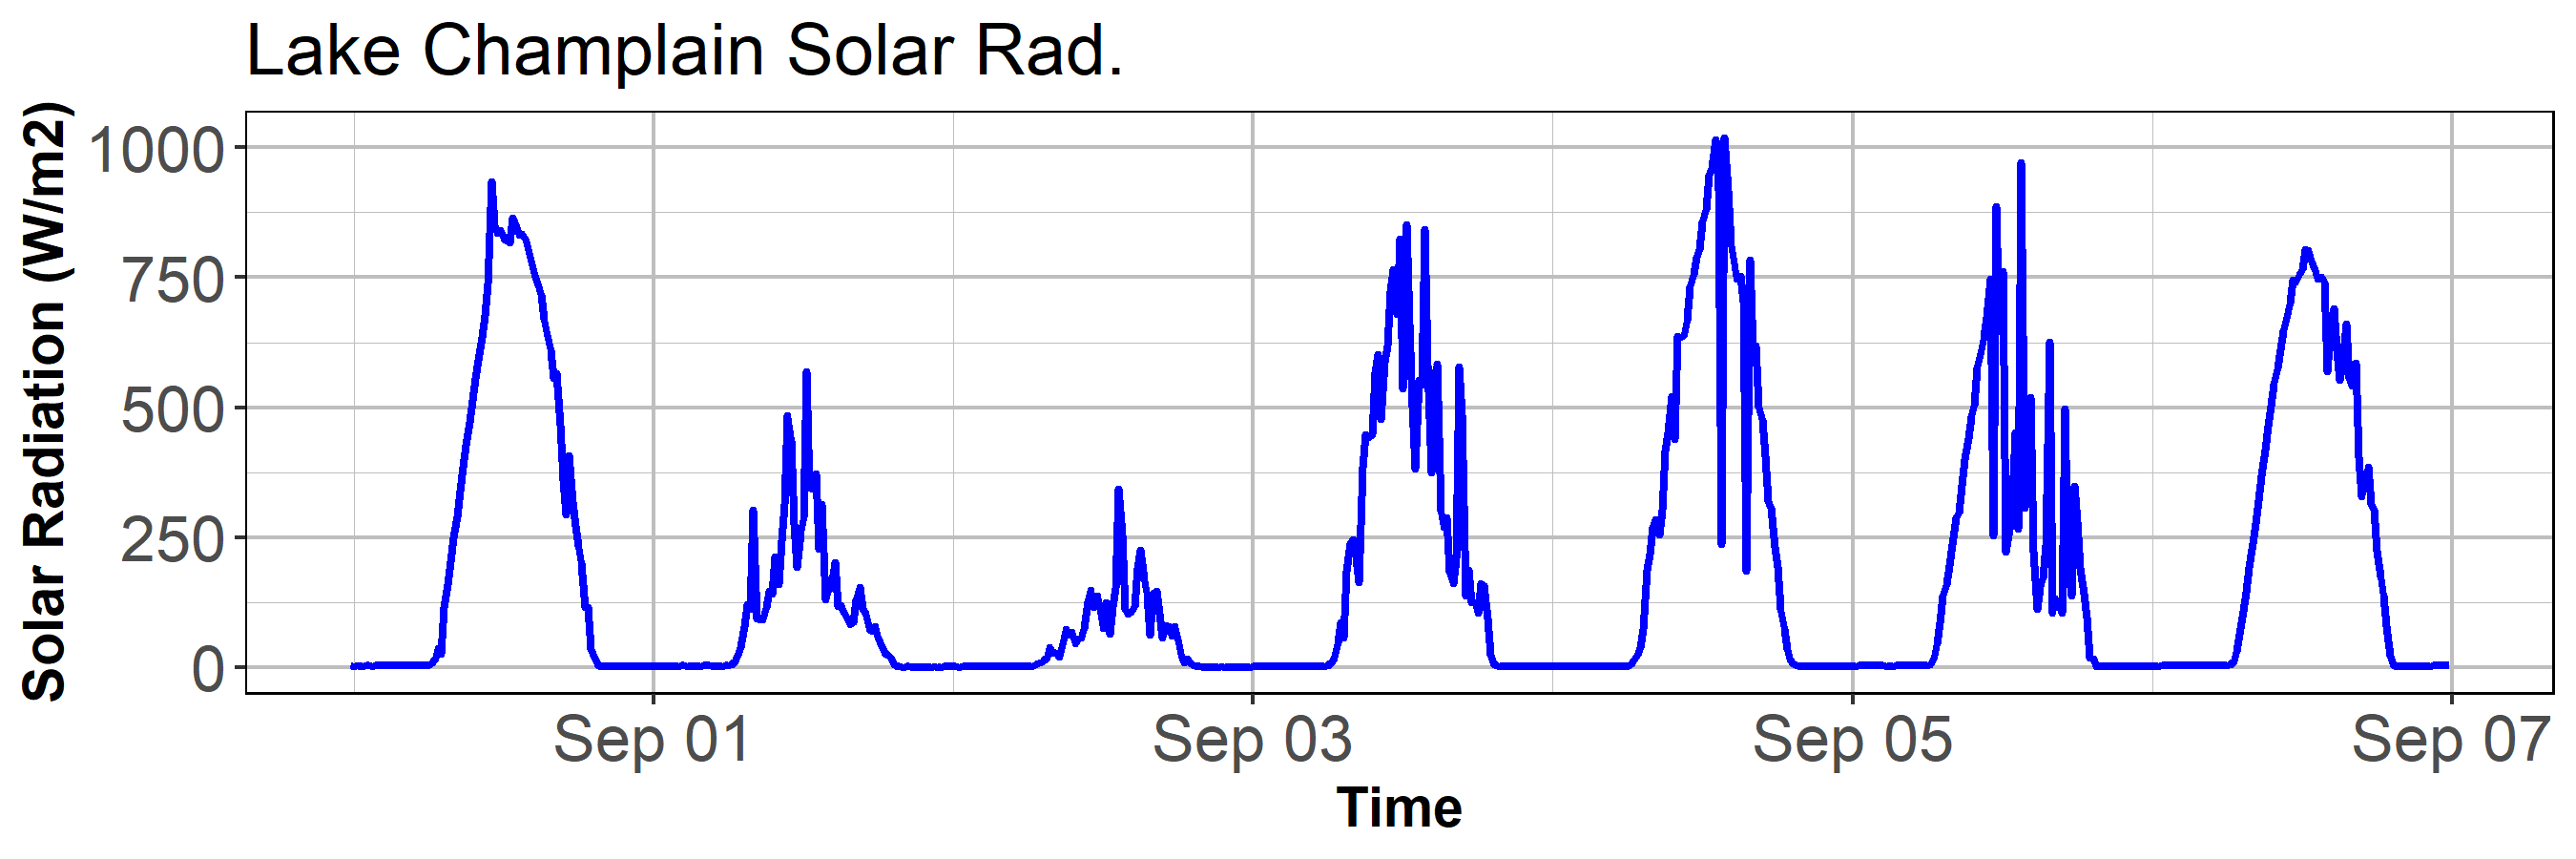 Lake Champlain Solar Rad.
Solar Radiation (W/m2)
1000
750
500
250
0
Sep 01 Sep 03 Sep 05 Sep 07
Time